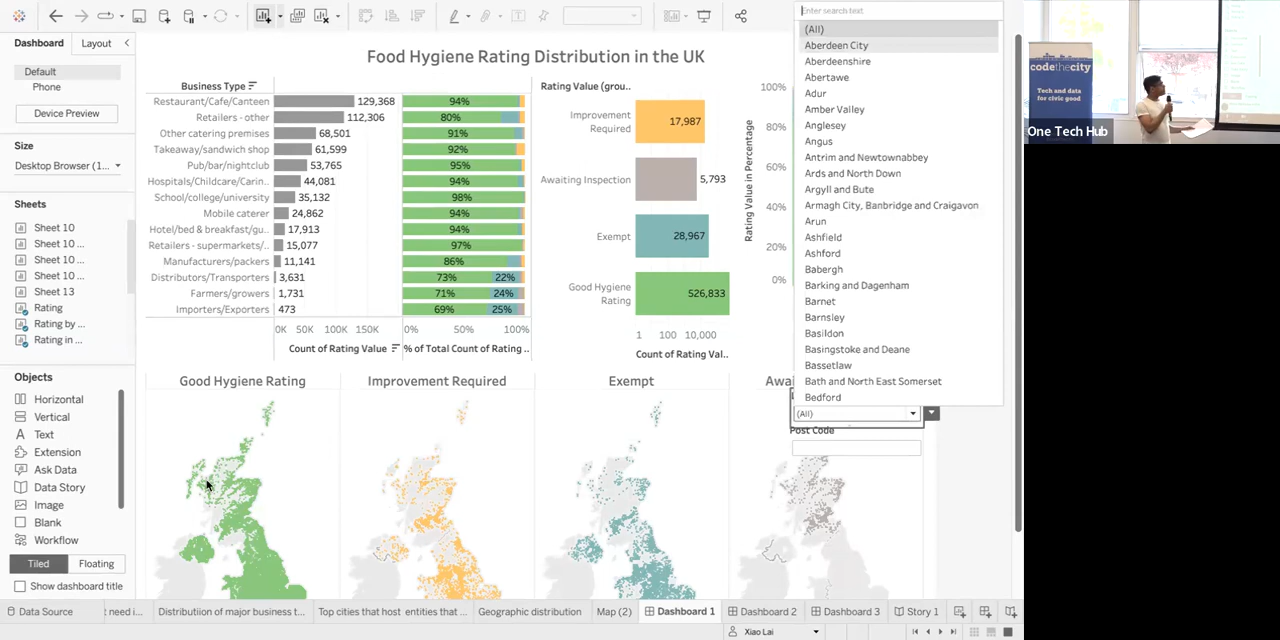 Dashboard
Layout
Default
Phone
Device Preview
Size
Desktop Browser (1...
Sheets
Sheet 10
Sheet 10 ...
Sheet 10 ...
Sheet 10 ...
Sheet 13
Rating
Rating by ...
Rating in ...
Objects
Horizontal
Vertical
Text
Extension
Ask Data
Data Story
Image
Blank
Workflow
Tiled
Floating
Show dashboard title
Food Hygiene Rating Distribution in the UK
Business Type
Restaurant/Cafe/Canteen 129,368 94%
Retailers - other 112,306 80%
Other catering premises 68,501 91%
Takeaway/sandwich shop 61,599 92%
Pub/bar/nightclub 53,765 95%
Hospitals/Childcare/Carin.. 44,081 94%
School/college/university 35,132 98%
Mobile caterer 24,862 94%
Hotel/bed & breakfast/gu.. 17,913 94%
Retailers - supermarkets/.. 15,077 97%
Manufacturers/packers 11,141 86%
Distributors/Transporters 3,631 73% 22%
Farmers/growers 1,731 71% 24%
Importers/Exporters 473 69% 25%
0K 50K 100K 150K 0% 50% 100%
Count of Rating Value
% of Total Count of Rating ..
Rating Value (grou..
Improvement
Required
17,987
Awaiting Inspection 5,793
Exempt 28,967
Good Hygiene
Rating
526,833
1 100 10,000
Count of Rating Val..
Rating Value in Percentage
100%
80%
60%
40%
20%
0%
Enter search text
(All)
Aberdeen City
Aberdeenshire
Abertawe
Adur
Amber Valley
Anglesey
Angus
Antrim and Newtownabbey
Ards and North Down
Argyll and Bute
Armagh City, Banbridge and Craigavon
Arun
Ashfield
Ashford
Babergh
Barking and Dagenham
Barnet
Barnsley
Basildon
Basingstoke and Deane
Bassetlaw
Bath and North East Somerset
Bedford
(All)
Post Code
Good Hygiene Rating
Improvement Required
Exempt
Awa
Data Source
t need i...
Distributiion of major business t...
Top cities that host entities that ...
Geographic distribution
Map (2)
Dashboard 1
Dashboard 2
Dashboard 3
Story 1
Xiao Lai
codethecity
Tech and data
for civic good
One Tech Hub